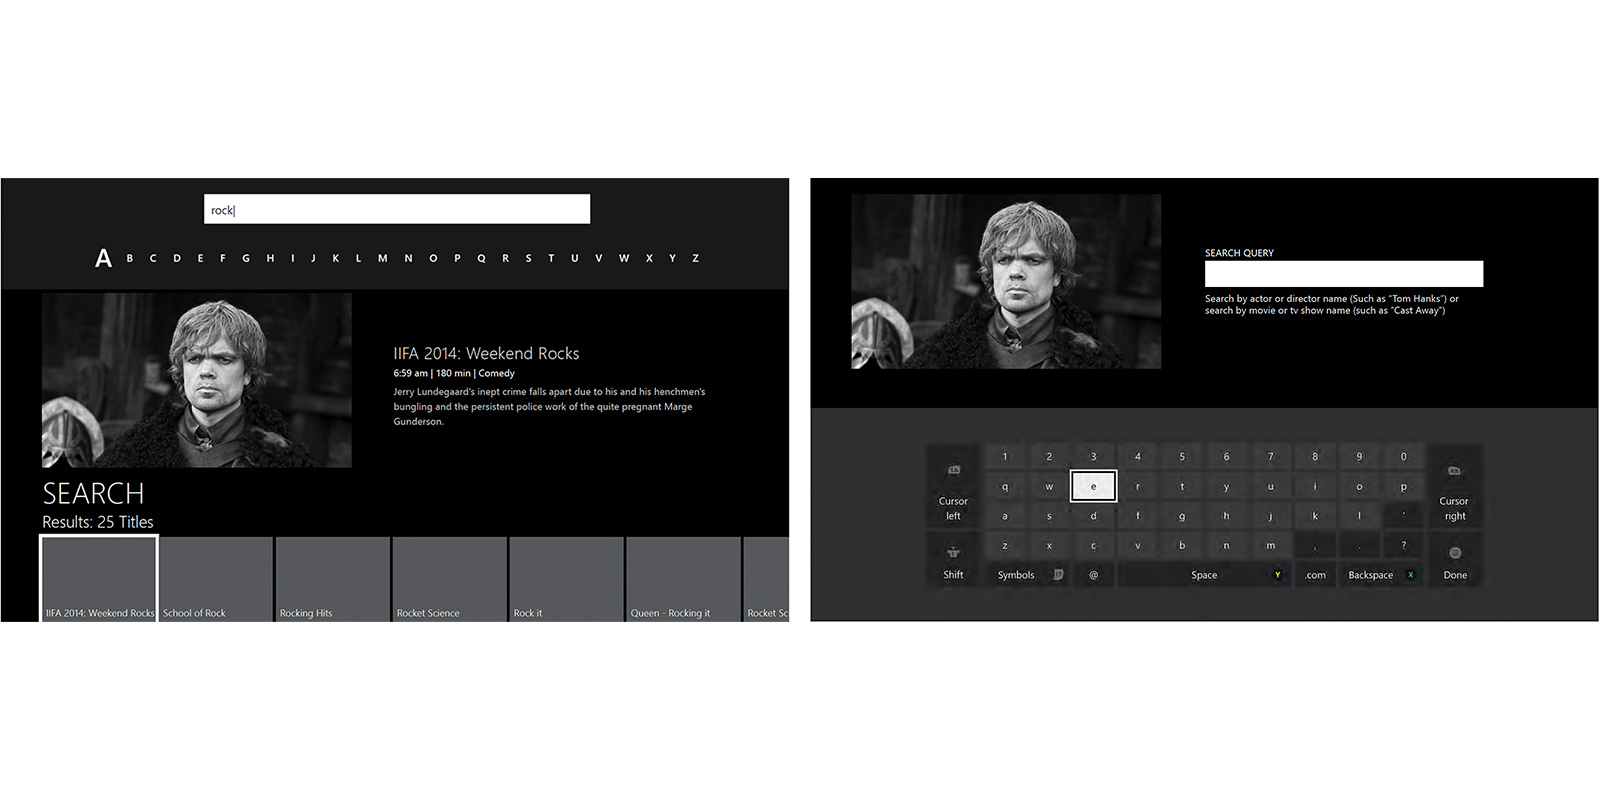 rock
A B C D E F G H I J K L M N O P Q R S T U V W X Y Z
IIFA 2014: Weekend Rocks
6:59 am | 180 min | Comedy
Jerry Lundegaard's inept crime falls apart due to his and his henchmen's
bungling and the persistent police work of the quite pregnant Marge
Gunderson.
SEARCH
Results: 25 Titles
IIFA 2014: Weekend Rocks
School of Rock
Rocking Hits
Rocket Science
Rock it
Queen - Rocking it
Rocket Sc
SEARCH QUERY
Search by actor or director name (Such as “Tom Hanks”) or
search by movie or tv show name (such as “Cast Away”)
1 2 3 4 5 6 7 8 9 0
q w e r t y u i o p
Cursor left
a s d f g h j k l '
Cursor right
z x c v b n m , . ?
Shift Symbols @ Space Y .com Backspace X Done